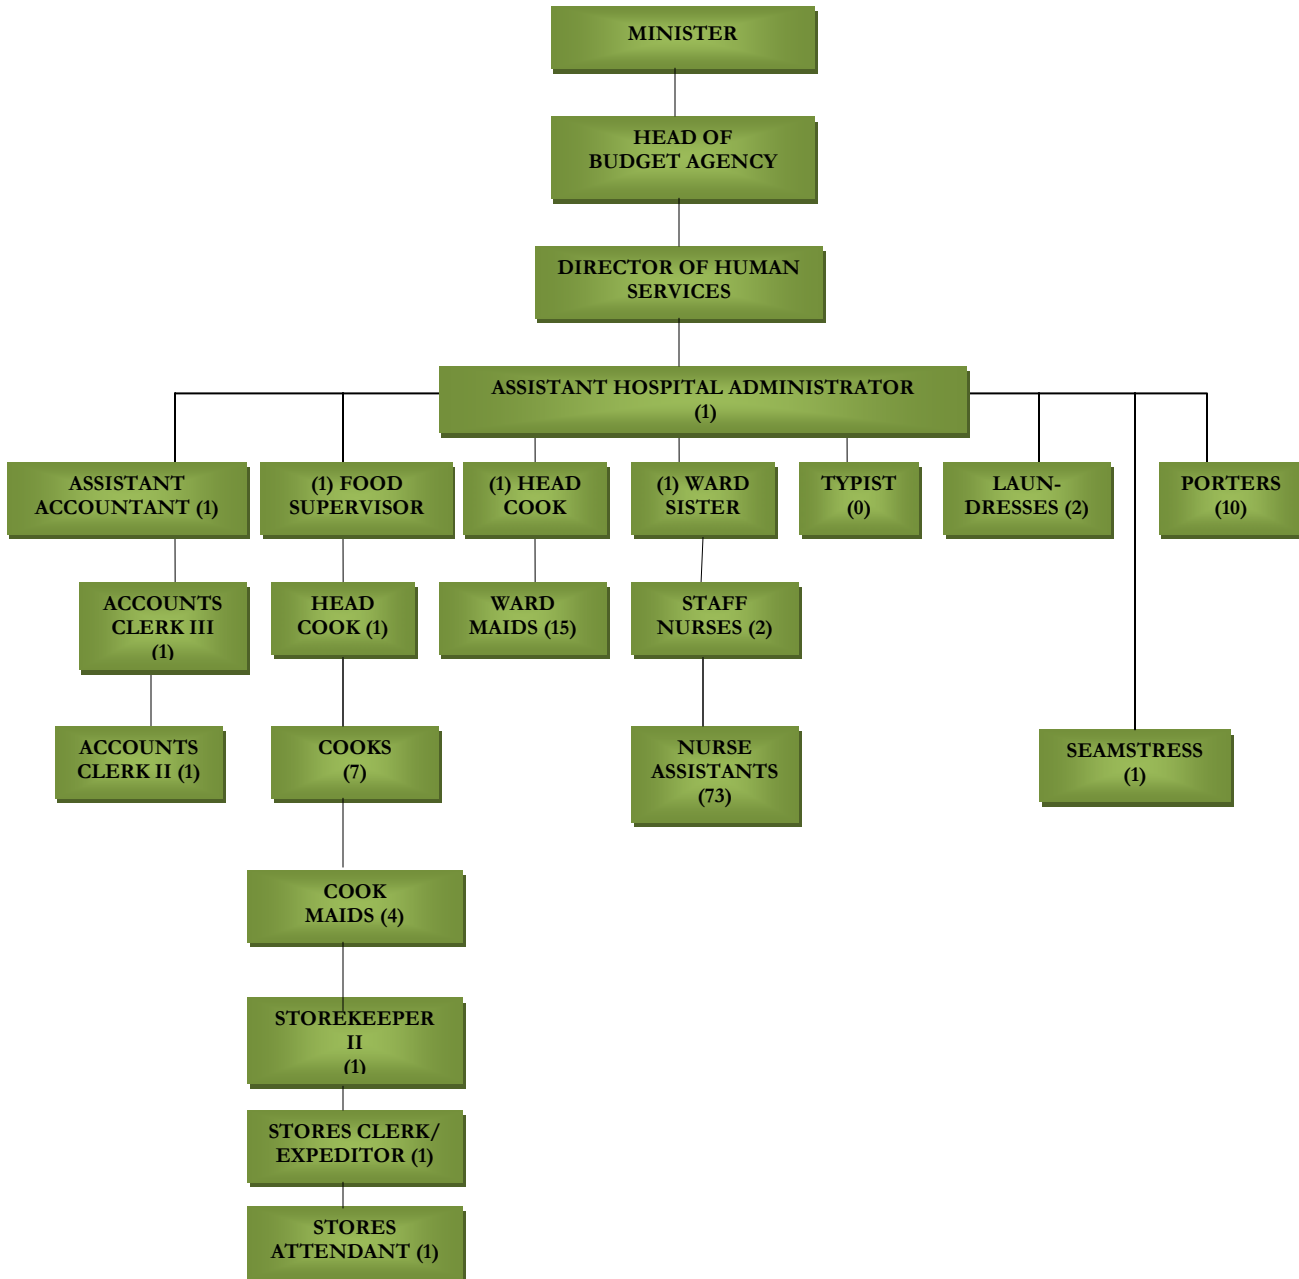 MINISTER
HEAD OF
BUDGET AGENCY
DIRECTOR OF HUMAN
SERVICES
ASSISTANT HOSPITAL ADMINISTRATOR
(1)
ASSISTANT
ACCOUNTANT (1)
(1) FOOD
SUPERVISOR
(1) HEAD
COOK
(1) WARD
SISTER
TYPIST
(0)
LAUN-
DRESSES (2)
PORTERS
(10)
ACCOUNTS
CLERK III
(1)
HEAD
COOK (1)
WARD
MAIDS (15)
STAFF
NURSES (2)
ACCOUNTS
CLERK II (1)
COOKS
(7)
NURSE
ASSISTANTS
(73)
SEAMSTRESS
(1)
COOK
MAIDS (4)
STOREKEEPER
II
(1)
STORES CLERK/
EXPEDITOR (1)
STORES
ATTENDANT (1)